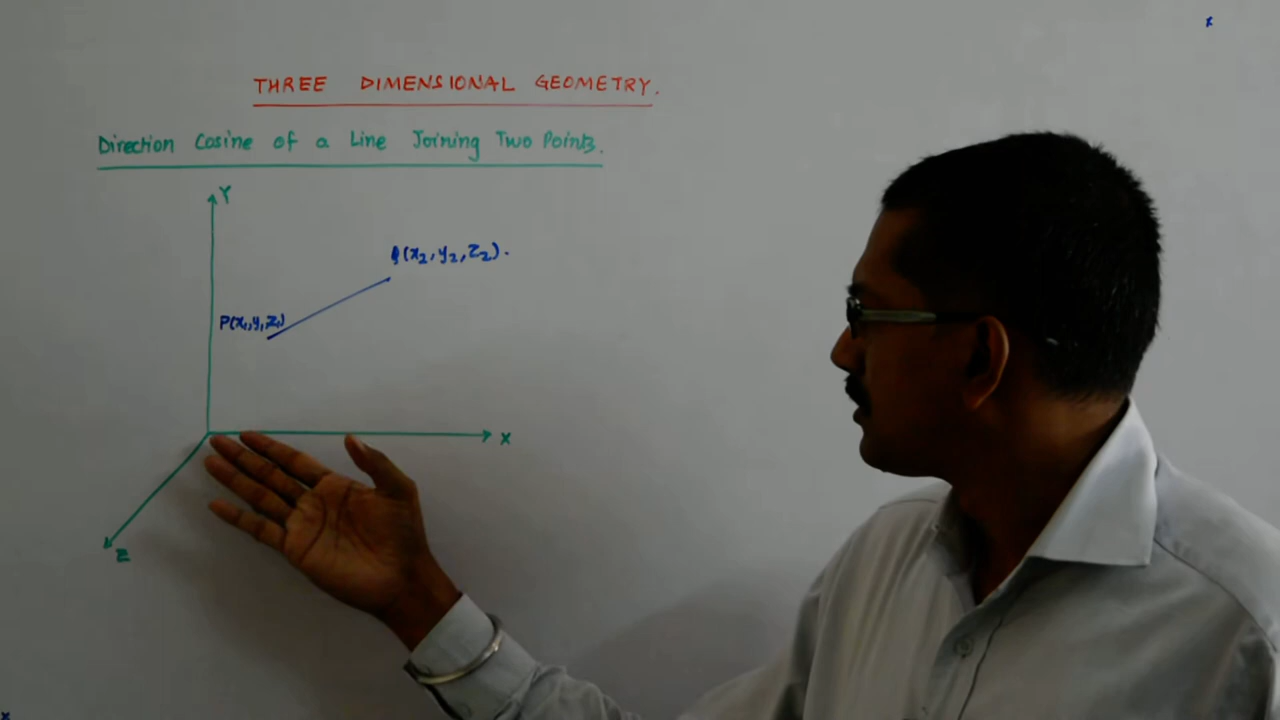 THREE DIMENSIONAL GEOMETRY.
Direction Cosine of a Line Joining Two Points.
Y
Q(x₂,y₂,z₂).
P(x₁,y₁,z₁)
X
Z